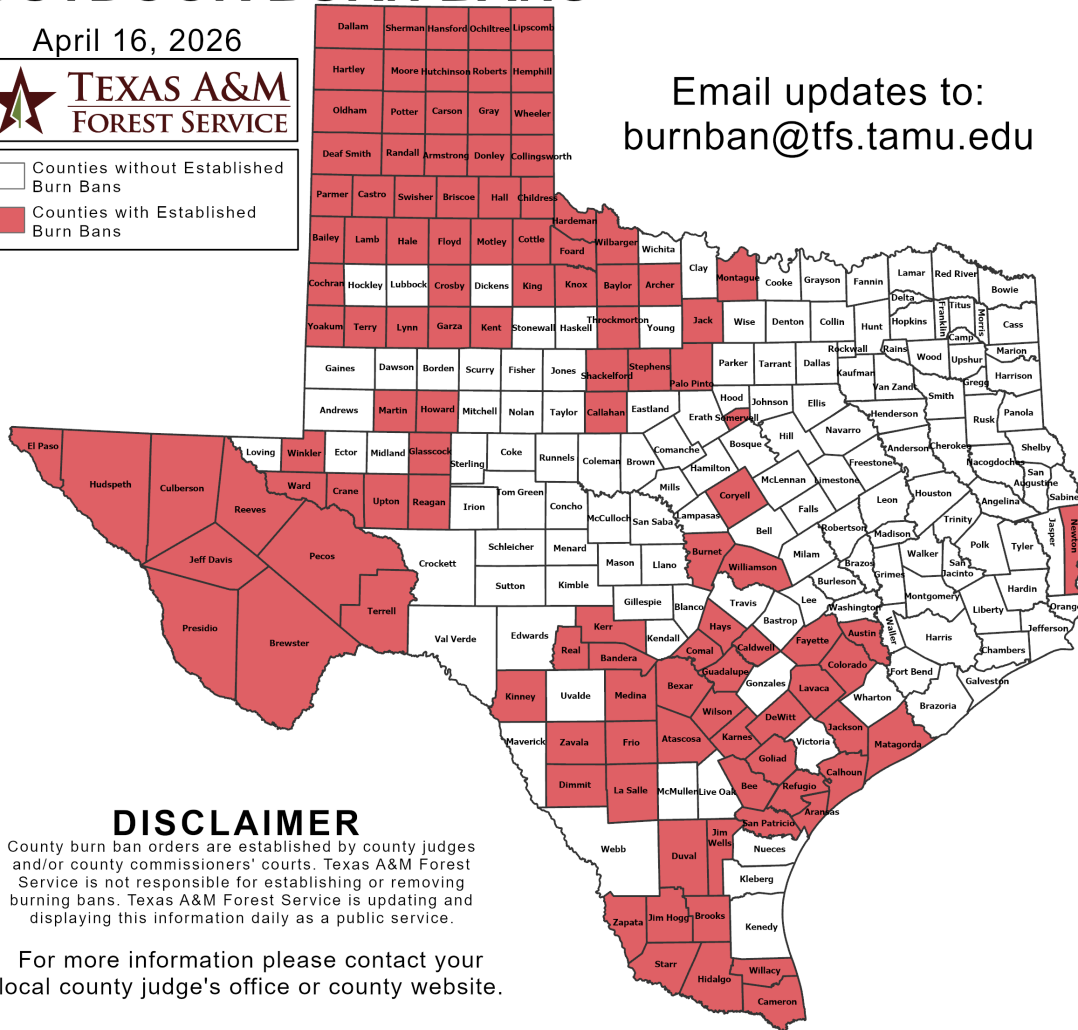 OUTDOOR BURN BANS
April 16, 2026
TEXAS A&M
FOREST SERVICE
Counties without Established
Burn Bans
Counties with Established
Burn Bans
Email updates to:
burnban@tfs.tamu.edu
Dallam Sherman Hansford Ochiltree Lipscomb
Hartley Moore Hutchinson Roberts Hemphill
Oldham Potter Carson Gray Wheeler
Deaf Smith Randall Armstrong Donley Collingsworth
Parmer Castro Swisher Briscoe Hall Childress
Hardeman
Bailey Lamb Hale Floyd Motley Cottle Foard Wilbarger Wichita
Clay Montague Cooke Grayson Fannin Lamar Red River Bowie
Cochran Hockley Lubbock Crosby Dickens King Knox Baylor Archer
Delta Franklin Titus Morris Cass
Yoakum Terry Lynn Garza Kent Stonewall Haskell Throckmorton Young Jack Wise Denton Collin Hunt Hopkins
Camp
Rockwall Rains Wood Upshur Marion
Gaines Dawson Borden Scurry Fisher Jones Shackelford Stephens Palo Pinto Parker Tarrant Dallas Kaufman Van Zandt Gregg Harrison
Smith
Andrews Martin Howard Mitchell Nolan Taylor Callahan Eastland Erath Hood Somervell Johnson Ellis Henderson Rusk Panola
Navarro
El Paso Loving Winkler Ector Midland Glasscock Sterling Coke Runnels Coleman Brown Comanche Bosque Hill Anderson Cherokee Shelby
Hamilton Freestone Nacogdoches
San
Augustine
Hudspeth Culberson Reeves Ward Crane Upton Reagan Irion Tom Green Concho Mills Coryell McLennan Limestone Leon Houston Angelina Sabine
McCulloch San Saba Lampasas Falls Robertson Madison Trinity Jasper Newton
Jeff Davis Pecos Crockett Schleicher Menard Mason Llano Burnet Bell Milam Brazos Walker Polk Tyler
San
Jacinto
Williamson Burleson Grimes Montgomery Hardin
Terrell Sutton Kimble Gillespie Blanco Travis Lee Washington Liberty Orange
Presidio Brewster Val Verde Edwards Kerr Kendall Hays Bastrop Fayette Austin Waller Harris Jefferson
Real Bandera Comal Caldwell Colorado Chambers
Guadalupe Fort Bend Galveston
Kinney Uvalde Medina Bexar Gonzales Lavaca Wharton Brazoria
Wilson DeWitt Jackson
Maverick Zavala Frio Atascosa Karnes Victoria Matagorda
Goliad Calhoun
Dimmit La Salle McMullen Live Oak Bee Refugio
Aransas
San Patricio
Webb Duval Jim
Wells Nueces
Kleberg
Zapata Jim Hogg Brooks Kenedy
Starr Hidalgo Willacy
Cameron
DISCLAIMER
County burn ban orders are established by county judges
and/or county commissioners' courts. Texas A&M Forest
Service is not responsible for establishing or removing
burning bans. Texas A&M Forest Service is updating and
displaying this information daily as a public service.
For more information please contact your
local county judge's office or county website.